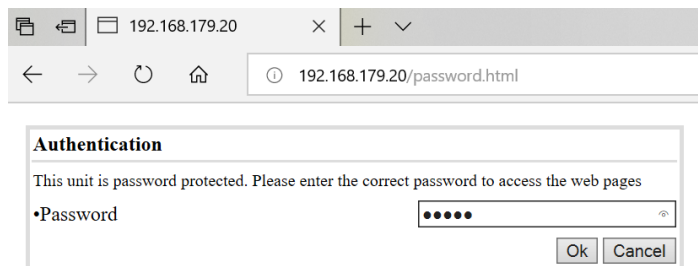 192.168.179.20
192.168.179.20/password.html
Authentication
This unit is password protected. Please enter the correct password to access the web pages
•Password •••••
Ok Cancel